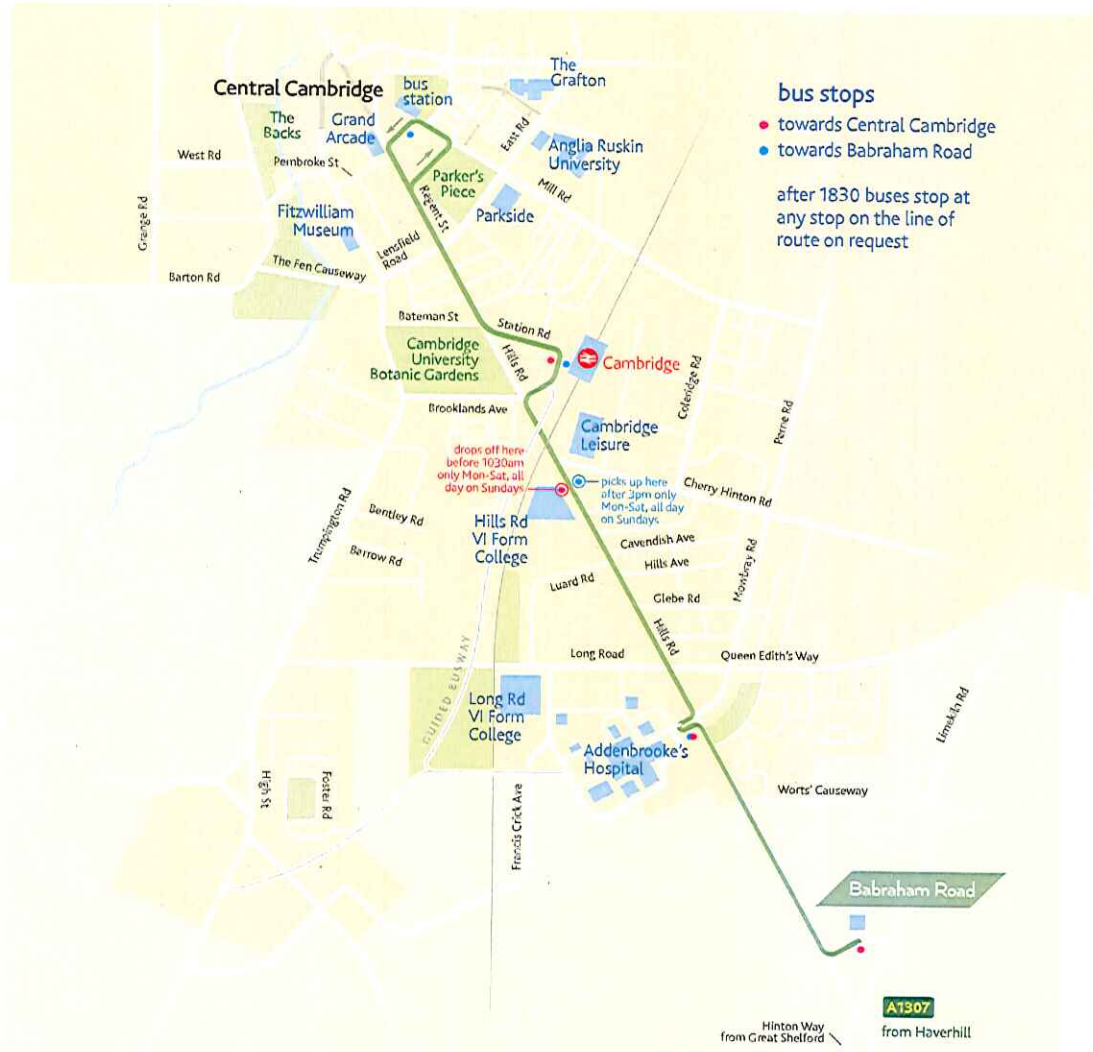 The
Grafton
Central Cambridge
bus
station
The
Backs
Grand
Arcade
West Rd
Pembroke St
East Rd
Anglia Ruskin
University
Parker's
Piece
Mill Rd
Parkside
Regent St
Grange Rd
Fitzwilliam
Museum
Lensfield
Road
Barton Rd
The Fen Causeway
bus stops
towards Central Cambridge
towards Babraham Road
after 1830 buses stop at
any stop on the line of
route on request
Bateman St
Station Rd
Cambridge
University
Botanic Gardens
Hills Rd
Cambridge
Coleridge Rd
Perne Rd
Brooklands Ave
Cambridge
Leisure
drops off here
before 1030am
only Mon-Sat, all
day on Sundays
picks up here
after 3pm only
Mon-Sat, all day
on Sundays
Cherry Hinton Rd
Trumpington Rd
Bentley Rd
Barrow Rd
Hills Rd
VI Form
College
Cavendish Ave
Hills Ave
Luard Rd
Glebe Rd
Mowbray Rd
Hills Rd
Long Road
Queen Edith's Way
GUIDED BUSWAY
Long Rd
VI Form
College
Limekiln Rd
Addenbrooke's
Hospital
High St
Foster Rd
Francis Crick Ave
Worts' Causeway
Babraham Road
A1307
from Haverhill
Hinton Way
from Great Shelford